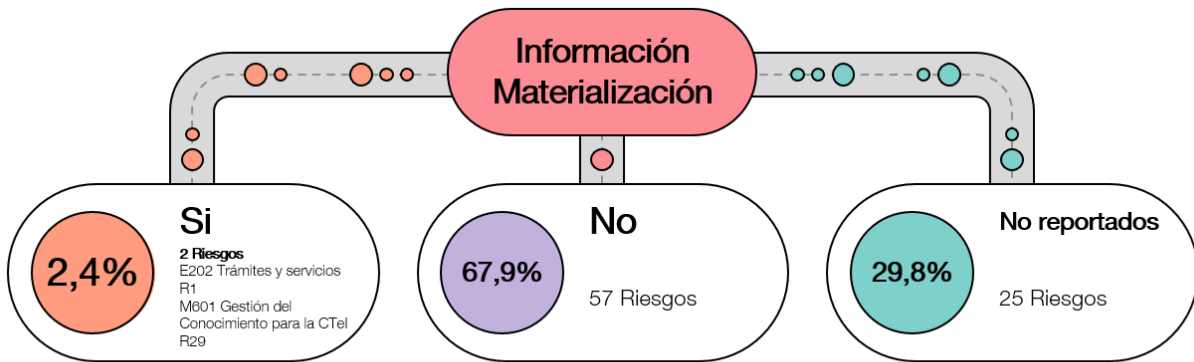 Información
Materialización
Si
2,4%
2 Riesgos
E202 Trámites y servicios
R1
M601 Gestión del
Conocimiento para la CTeI
R29
No
67,9%
57 Riesgos
No reportados
29,8%
25 Riesgos